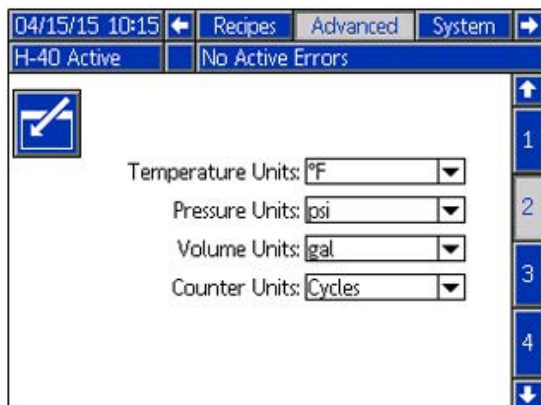 04/15/15 10:15 Recipes Advanced System
H-40 Active No Active Errors
1
Temperature Units: °F
Pressure Units: psi
2
Volume Units: gal
Counter Units: Cycles
3
4